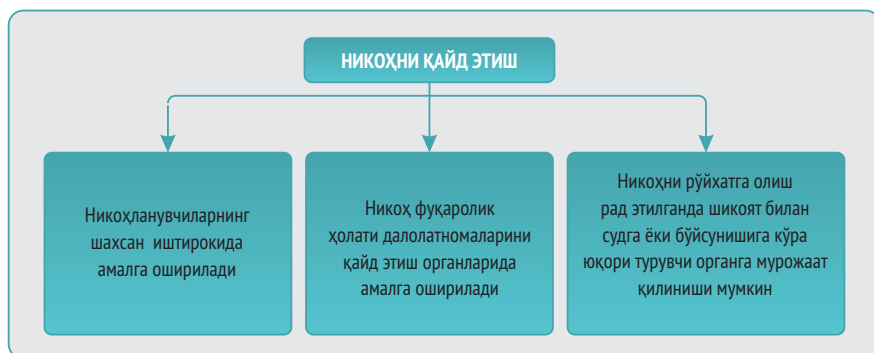 НИКОҲНИ ҚАЙД ЭТИШ
Никоҳланувчиларнинг
шахсан иштирокида
амалга оширилади
Никоҳ фуқаролик
ҳолати далолатномаларини
қайд этиш органларида
амалга оширилади
Никоҳни рўйхатга олиш
рад этилганда шикоят билан
судга ёки бўйсунишига кўра
юқори турувчи органга мурожаат
қилиниши мумкин